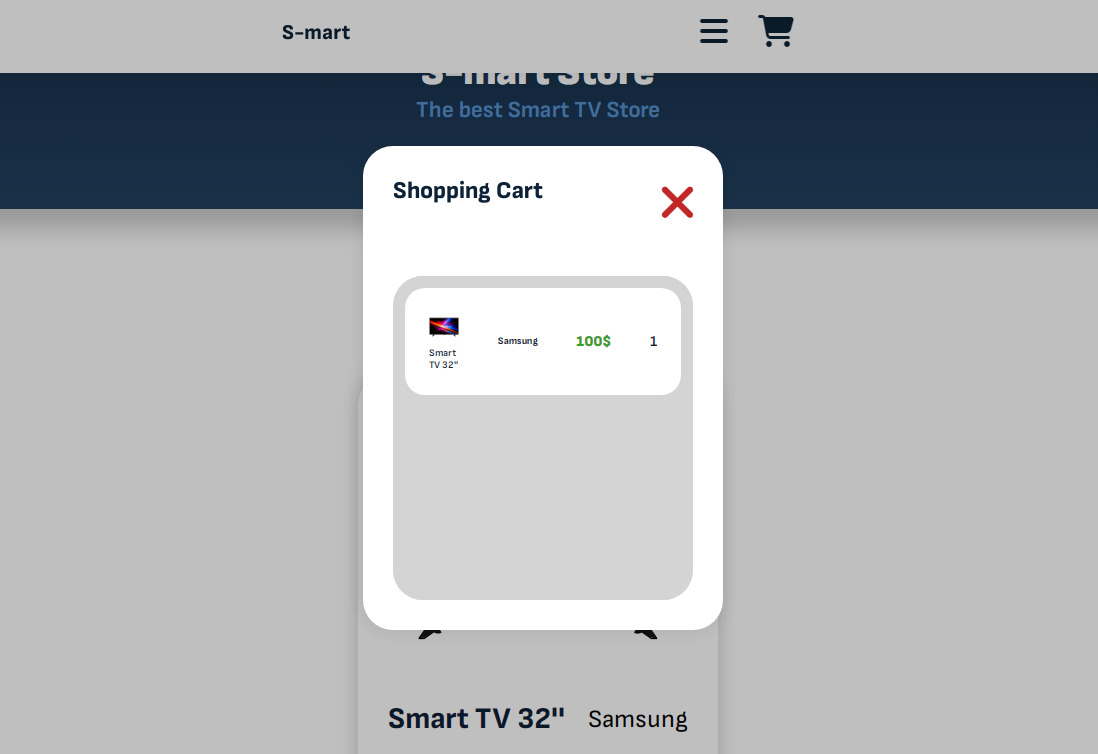 S-mart
S-mart Store
The best Smart TV Store
Shopping Cart
Smart
TV 32"
Samsung
100$
1
Smart TV 32"
Samsung